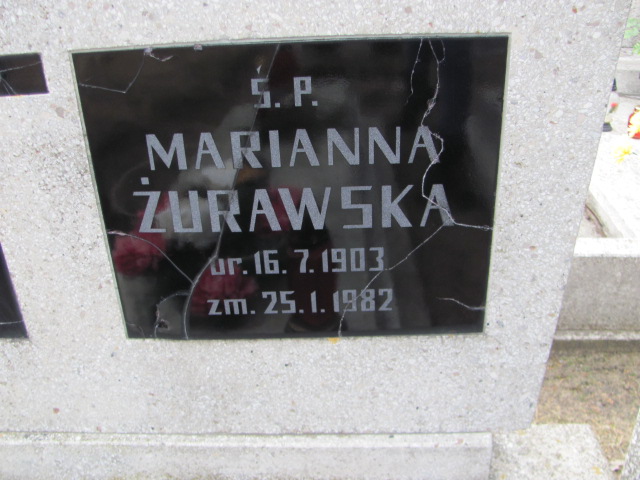 Ś. P.
MARIANNA
ŻURAWSKA
ur. 16. 7. 1903
zm. 25. 1. 1982